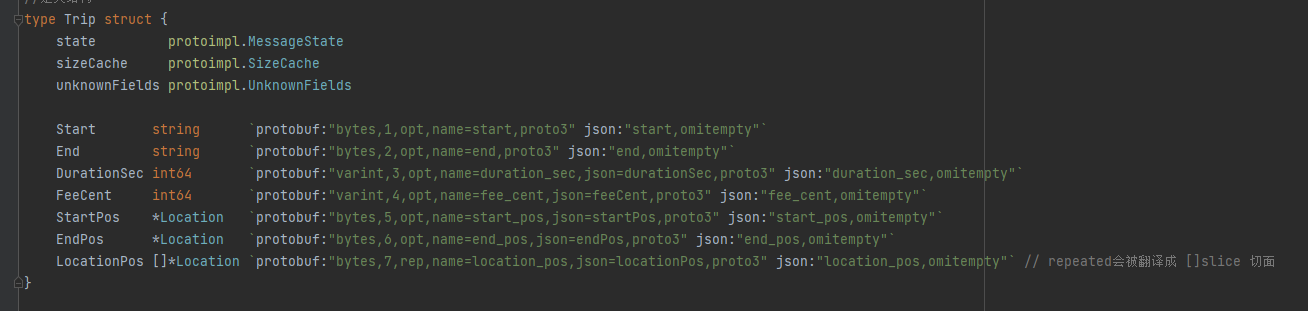 type Trip struct {
    state         protoimpl.MessageState
    sizeCache     protoimpl.SizeCache
    unknownFields protoimpl.UnknownFields
    Start       string      `protobuf:"bytes,1,opt,name=start,proto3" json:"start,omitempty"`
    End         string      `protobuf:"bytes,2,opt,name=end,proto3" json:"end,omitempty"`
    DurationSec int64       `protobuf:"varint,3,opt,name=duration_sec,json=durationSec,proto3" json:"duration_sec,omitempty"`
    FeeCent     int64       `protobuf:"varint,4,opt,name=fee_cent,json=feeCent,proto3" json:"fee_cent,omitempty"`
    StartPos    *Location   `protobuf:"bytes,5,opt,name=start_pos,json=startPos,proto3" json:"start_pos,omitempty"`
    EndPos      *Location   `protobuf:"bytes,6,opt,name=end_pos,json=endPos,proto3" json:"end_pos,omitempty"`
    LocationPos []*Location `protobuf:"bytes,7,rep,name=location_pos,json=locationPos,proto3" json:"location_pos,omitempty"` // repeated会被翻译成 []slice 切面
}